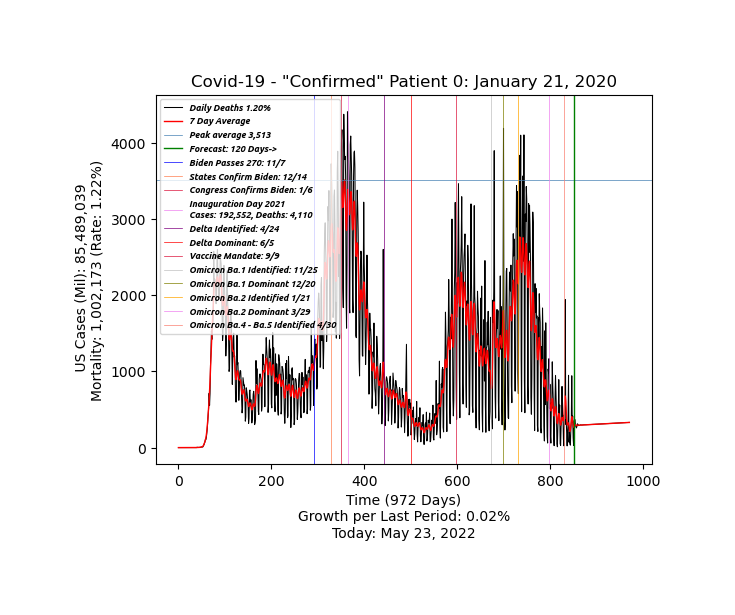 Covid-19 - "Confirmed" Patient 0: January 21, 2020
Daily Deaths 1.20%
7 Day Average
Peak average 3,513
Forecast: 120 Days->
Biden Passes 270: 11/7
States Confirm Biden: 12/14
Congress Confirms Biden: 1/6
Inauguration Day 2021
Cases: 192,552, Deaths: 4,110
Delta Identified: 4/24
Delta Dominant: 6/5
Vaccine Mandate: 9/9
Omicron Ba.1 Identified: 11/25
Omicron Ba.1 Dominant 12/20
Omicron Ba.2 Identified 1/21
Omicron Ba.2 Dominant 3/29
Omicron Ba.4 - Ba.5 Identified 4/30
US Cases (Mil): 85,489,039
Mortality: 1,002,173 (Rate: 1.22%)
4000
3000
2000
1000
0
0 200 400 600 800 1000
Time (972 Days)
Growth per Last Period: 0.02%
Today: May 23, 2022